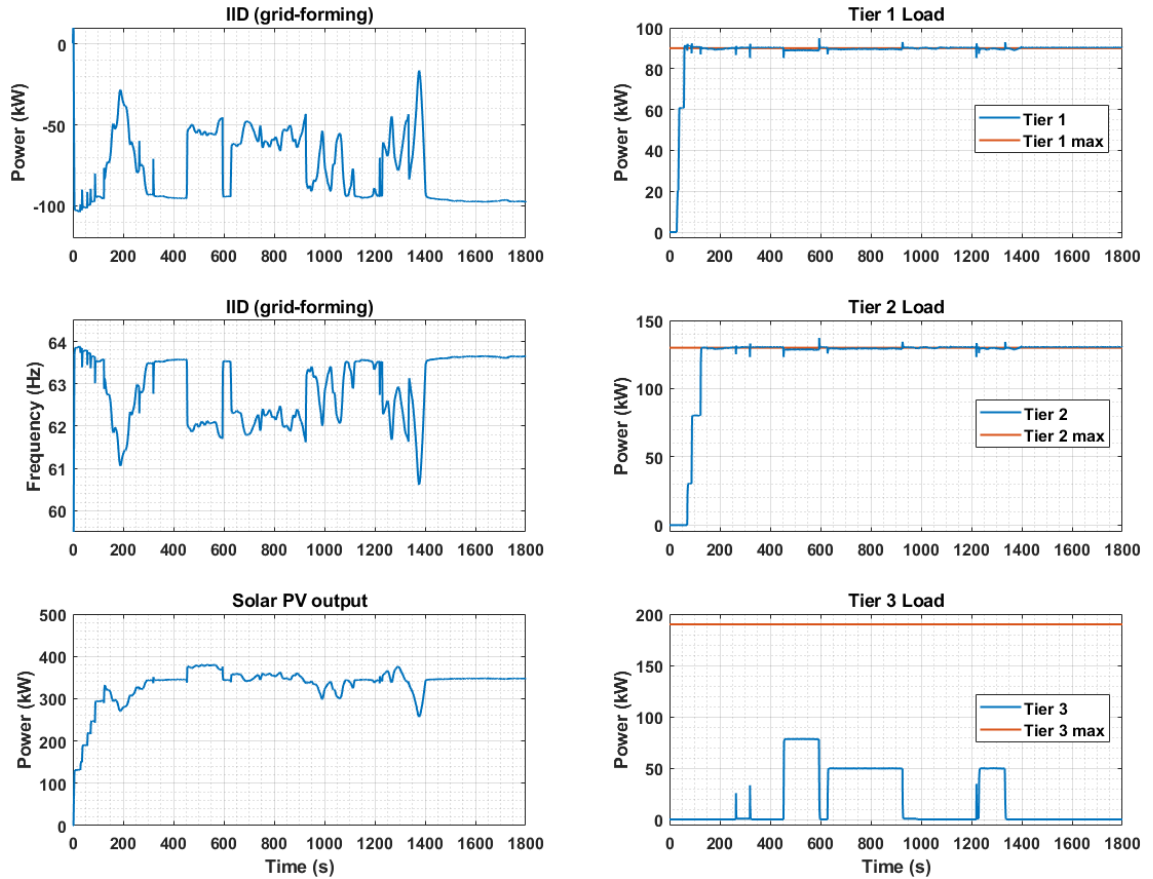 IID (grid-forming)
Power (kW)
0
-50
-100
0 200 400 600 800 1000 1200 1400 1600 1800
Tier 1 Load
Power (kW)
100
80
60
40
20
0
Tier 1
Tier 1 max
0 200 400 600 800 1000 1200 1400 1600 1800
IID (grid-forming)
Frequency (Hz)
64
63
62
61
60
0 200 400 600 800 1000 1200 1400 1600 1800
Tier 2 Load
Power (kW)
150
100
50
0
Tier 2
Tier 2 max
0 200 400 600 800 1000 1200 1400 1600 1800
Solar PV output
Power (kW)
500
400
300
200
100
0
0 200 400 600 800 1000 1200 1400 1600 1800
Time (s)
Tier 3 Load
Power (kW)
200
150
100
50
0
Tier 3
Tier 3 max
0 200 400 600 800 1000 1200 1400 1600 1800
Time (s)